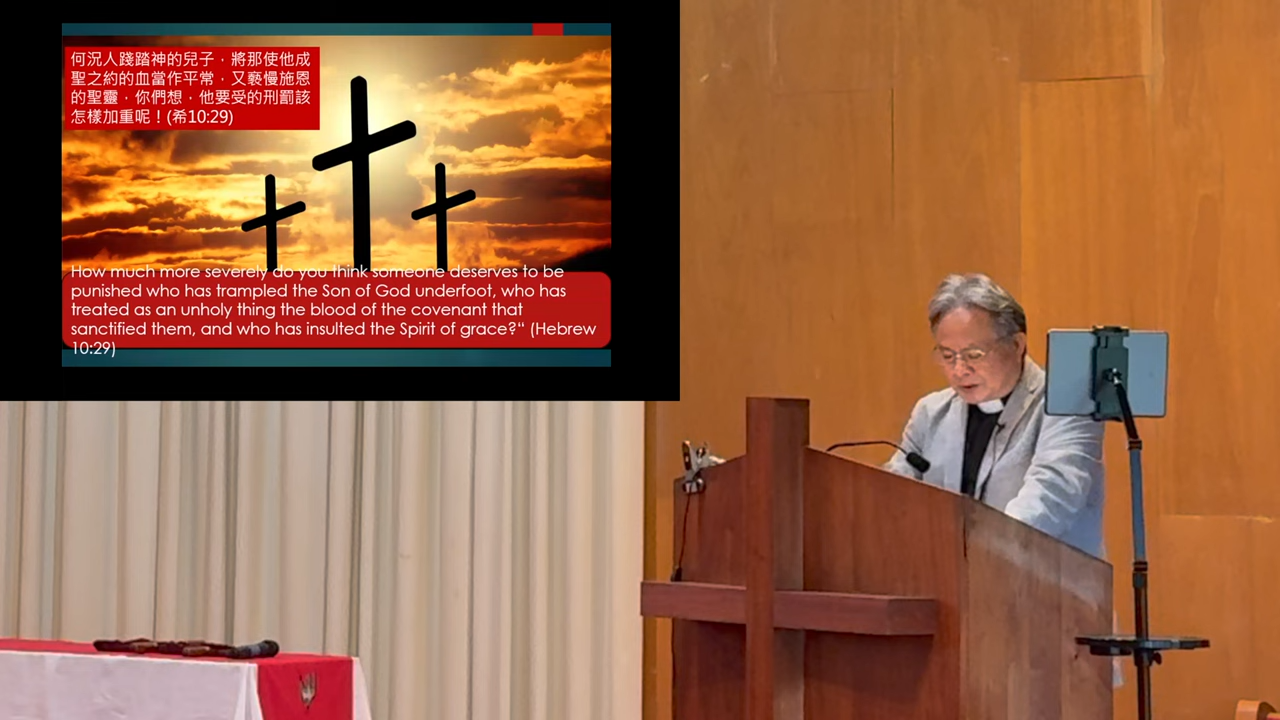 何況人踐踏神的兒子，將那使他成
聖之約的血當作平常，又褻慢施恩
的聖靈，你們想，他要受的刑罰該
怎樣加重呢！(希10:29)
How much more severely do you think someone deserves to be
punished who has trampled the Son of God underfoot, who has
treated as an unholy thing the blood of the covenant that
sanctified them, and who has insulted the Spirit of grace?“ (Hebrew
10:29)